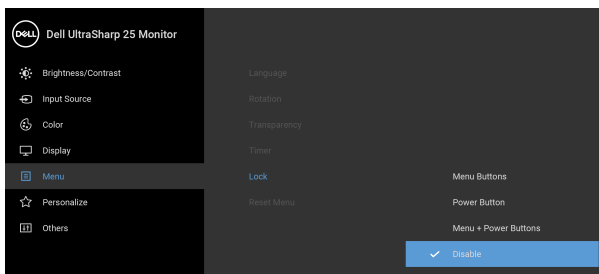 DELL
Dell UltraSharp 25 Monitor
Brightness/Contrast
Input Source
Color
Display
Menu
Personalize
Others
Language
Rotation
Transparency
Timer
Lock
Reset Menu
Menu Buttons
Power Button
Menu + Power Buttons
Disable